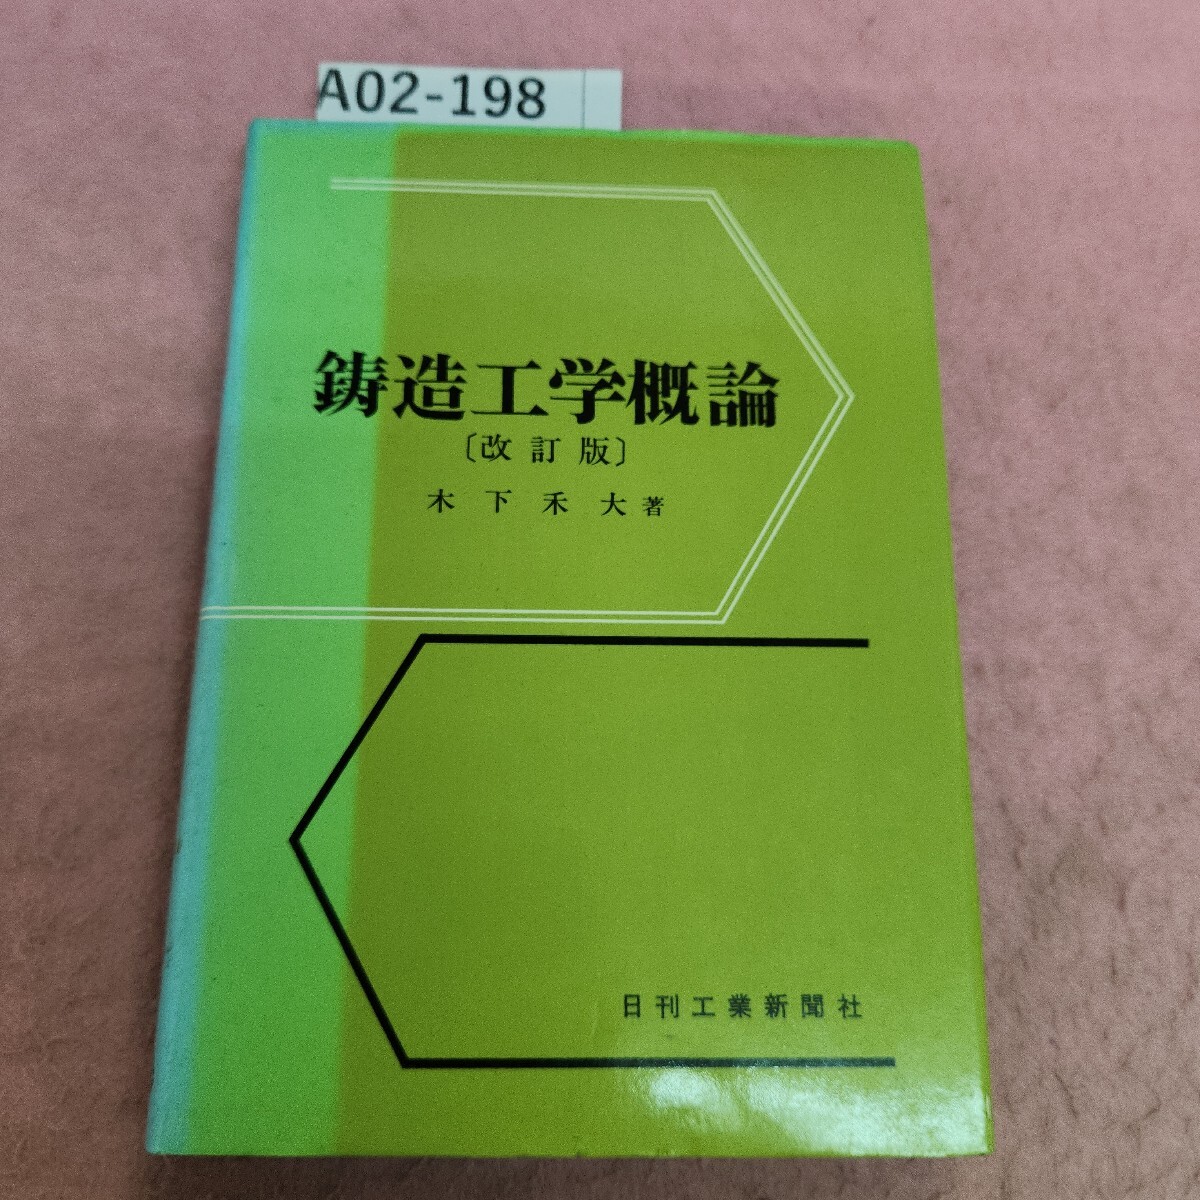 A02-198
鋳造工学概論
〔改訂版〕
木下禾大著
日刊工業新聞社